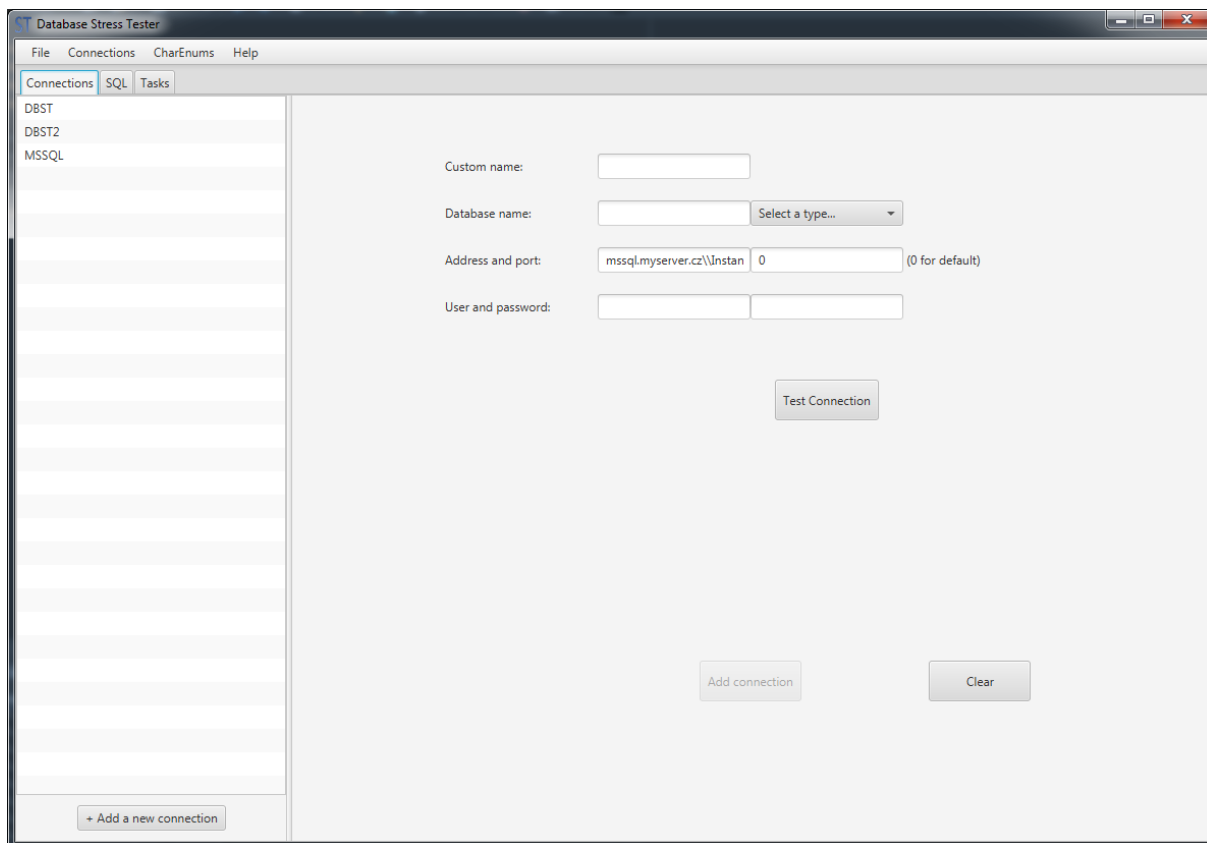 ST Database Stress Tester
File Connections CharEnums Help
Connections SQL Tasks
DBST
DBST2
MSSQL
+ Add a new connection
Custom name:
Database name: Select a type...
Address and port: mssql.myserver.cz\\Instan 0 (0 for default)
User and password:
Test Connection
Add connection Clear